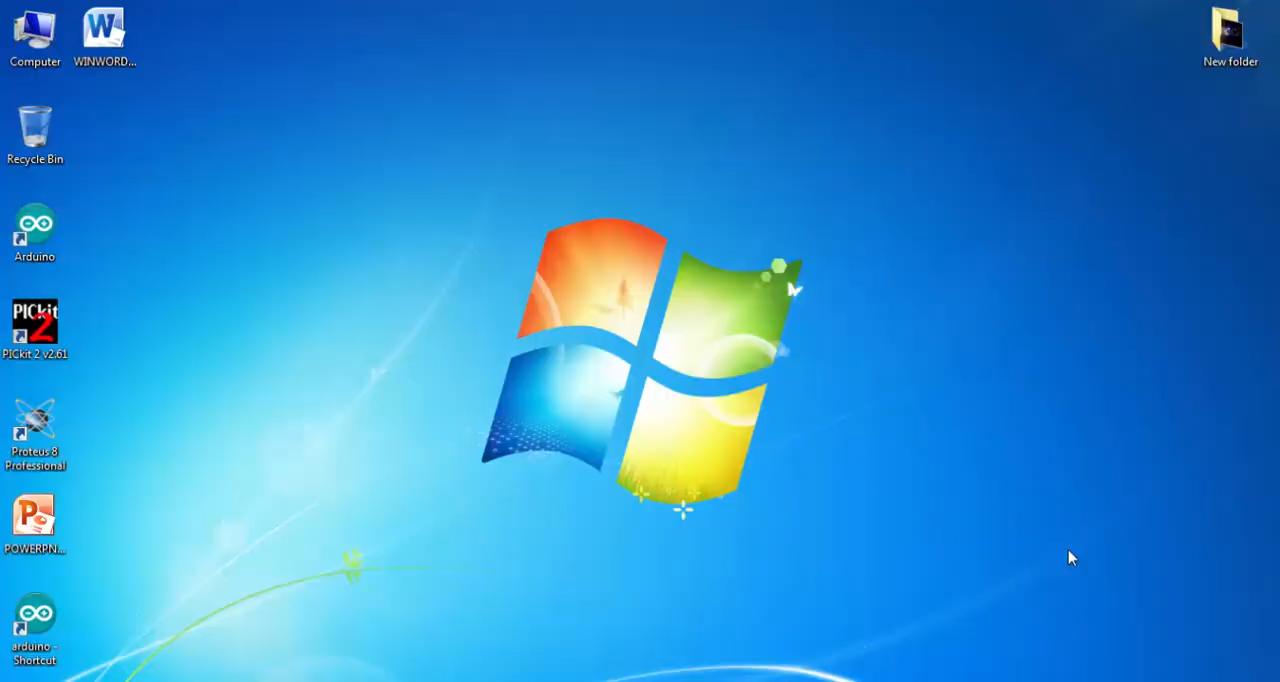 Computer
WINWORD...
New folder
Recycle Bin
Arduino
PICkit
2
PICkit 2 v2.61
Proteus 8
Professional
POWERPN...
arduino -
Shortcut